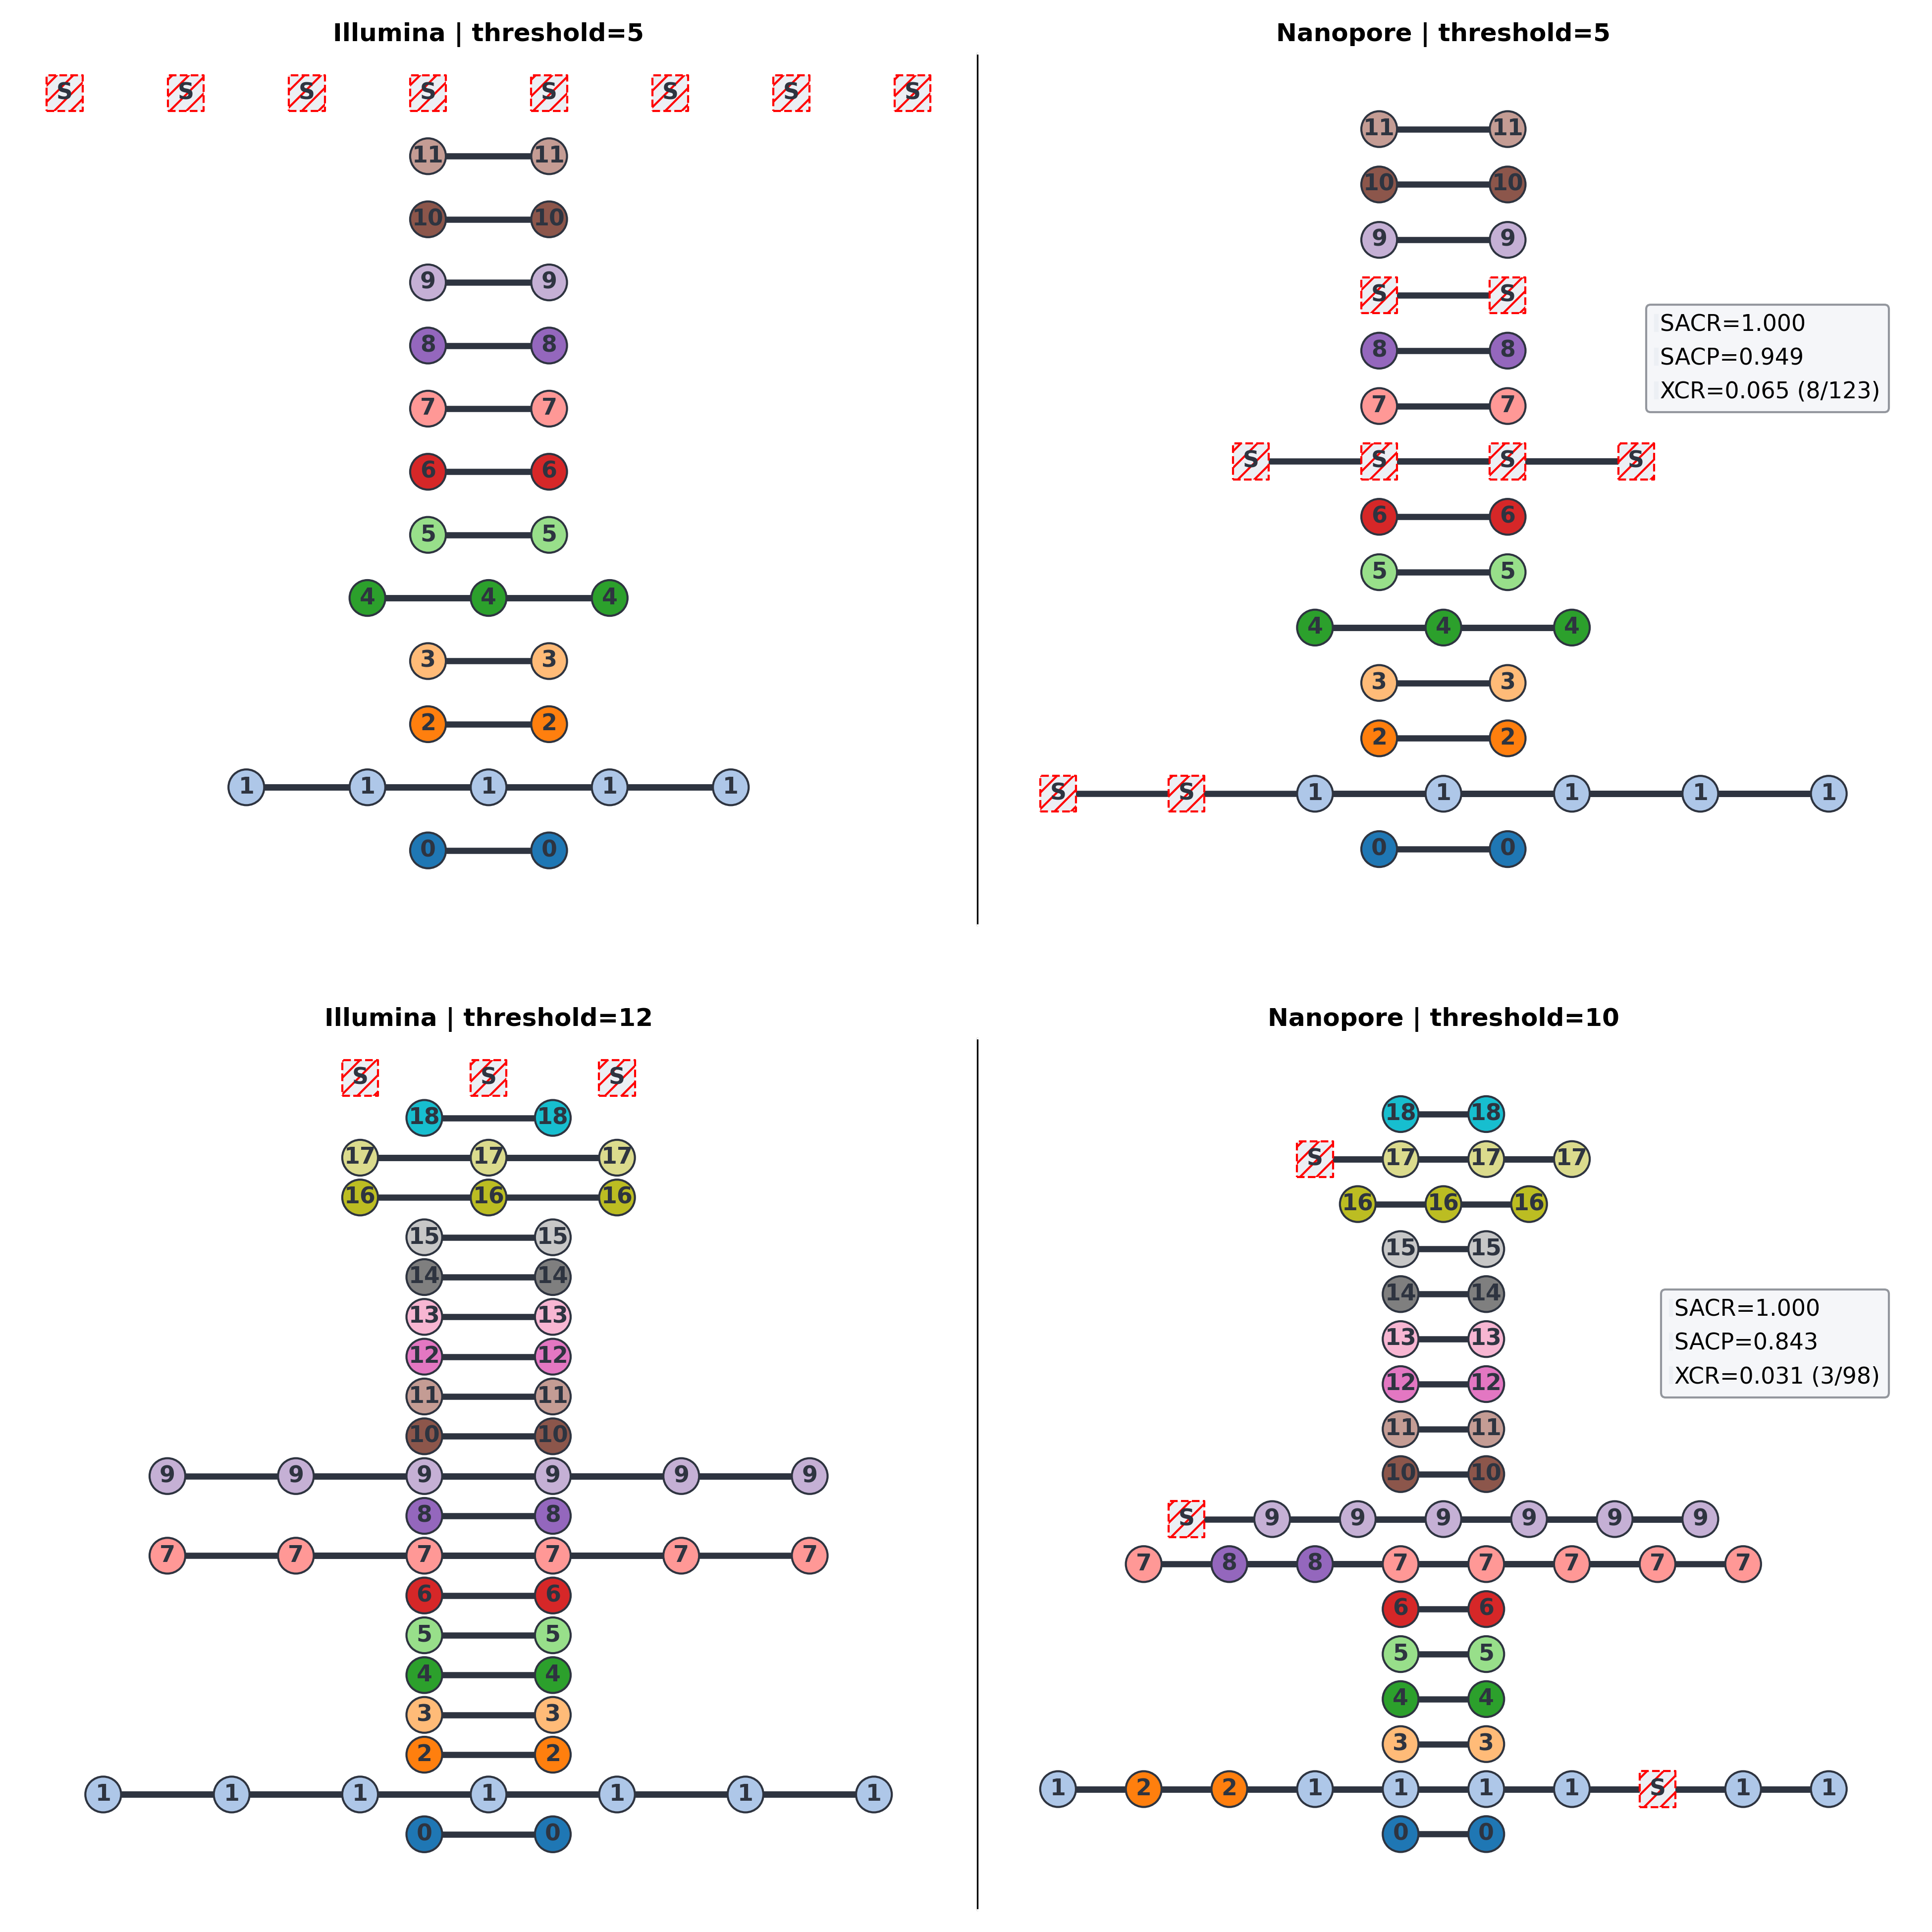 Illumina | threshold=5
S S S S S S S S
11 11
10 10
9 9
8 8
7 7
6 6
5 5
4 4 4
3 3
2 2
1 1 1 1 1
0 0
Nanopore | threshold=5
11 11
10 10
9 9
S S
8 8
7 7
S S S S
6 6
5 5
4 4 4
3 3
2 2
S S 1 1 1 1 1
0 0
SACR=1.000
SACP=0.949
XCR=0.065 (8/123)
Illumina | threshold=12
S S S
18 18
17 17 17
16 16 16
15 15
14 14
13 13
12 12
11 11
10 10
9 9 9 9 9 9
8 8
7 7 7 7 7 7
6 6
5 5
4 4
3 3
2 2
1 1 1 1 1 1 1
0 0
Nanopore | threshold=10
18 18
S 17 17 17
16 16 16
15 15
14 14
13 13
12 12
11 11
10 10
S 9 9 9 9 9 9
7 8 8 7 7 7 7 7
6 6
5 5
4 4
3 3
1 2 2 1 1 1 1 S 1 1
0 0
SACR=1.000
SACP=0.843
XCR=0.031 (3/98)